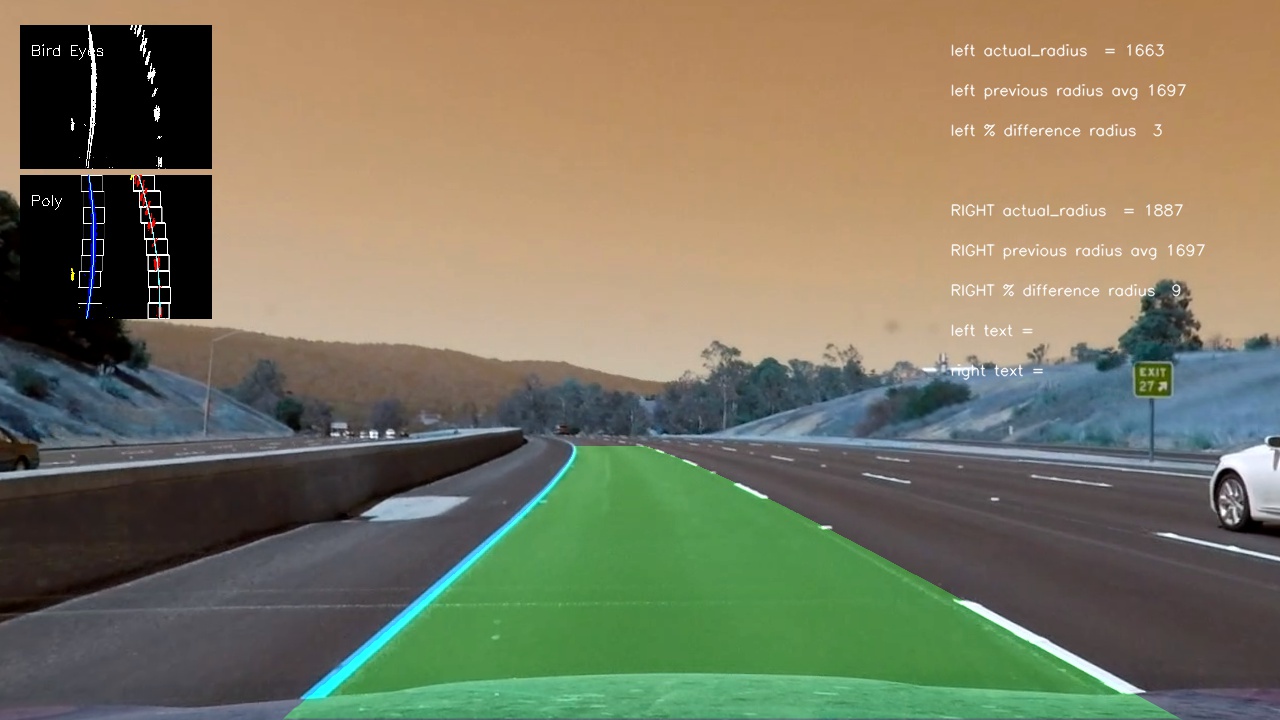 Bird Eyes
Poly
left actual_radius = 1663
left previous radius avg 1697
left % difference radius 3
RIGHT actual_radius = 1887
RIGHT previous radius avg 1697
RIGHT % difference radius 9
left text =
right text =
EXIT
27